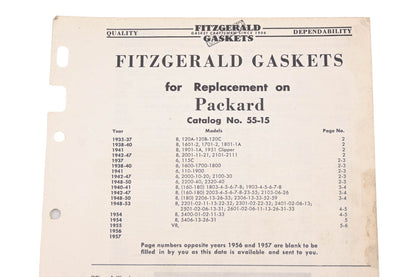 QUALITY
FITZGERALD
GASKET CRAFTSMEN SINCE 1906
GASKETS
DEPENDABILITY
FITZGERALD GASKETS
for Replacement on
Packard
Catalog No. 55-15
Year Models Page No.
1935-37 8, 120A-120B-120C 2
1938-40 8, 1601-2, 1701-2, 1801-1A 2
1941 8, 1901-1A, 1951 Clipper 2
1942-47 8, 2001-11-21, 2101-2111 2
1937 6, 115C 2-3
1938-40 6, 1600-1700-1800 2-3
1941 6, 110-1900 2-3
1942-47 6, 2000-10-20, 2100-30 2-3
1948-50 6, 2200-40, 2320-40 2-3
1940-41 8, (160-180) 1803-4-5-6-7-8, 1903-4-5-6-7-8 3-4
1942-47 8, (160-180) 2003-4-5-6-7-8-23-55, 2103-06-26 3-4
1948-50 8, (180) 2206-13-26-33, 2306-13-32-33-59 3-4
1948-53 8, 2301-02-11-13-22-32, 2301-02-22-32, 2401-02-06-13;
2501-02-06-13-31, 2601-02-06-11-13-26-31-33 4-5
1954 8, 5400-01-02-11-33 4-5
1954 8, 5406-13-26-31 5
1955 V8, 5-6
1956
1957
Page numbers opposite years 1956 and 1957 are blank to be
filled in by you as this data is available and sent to you.